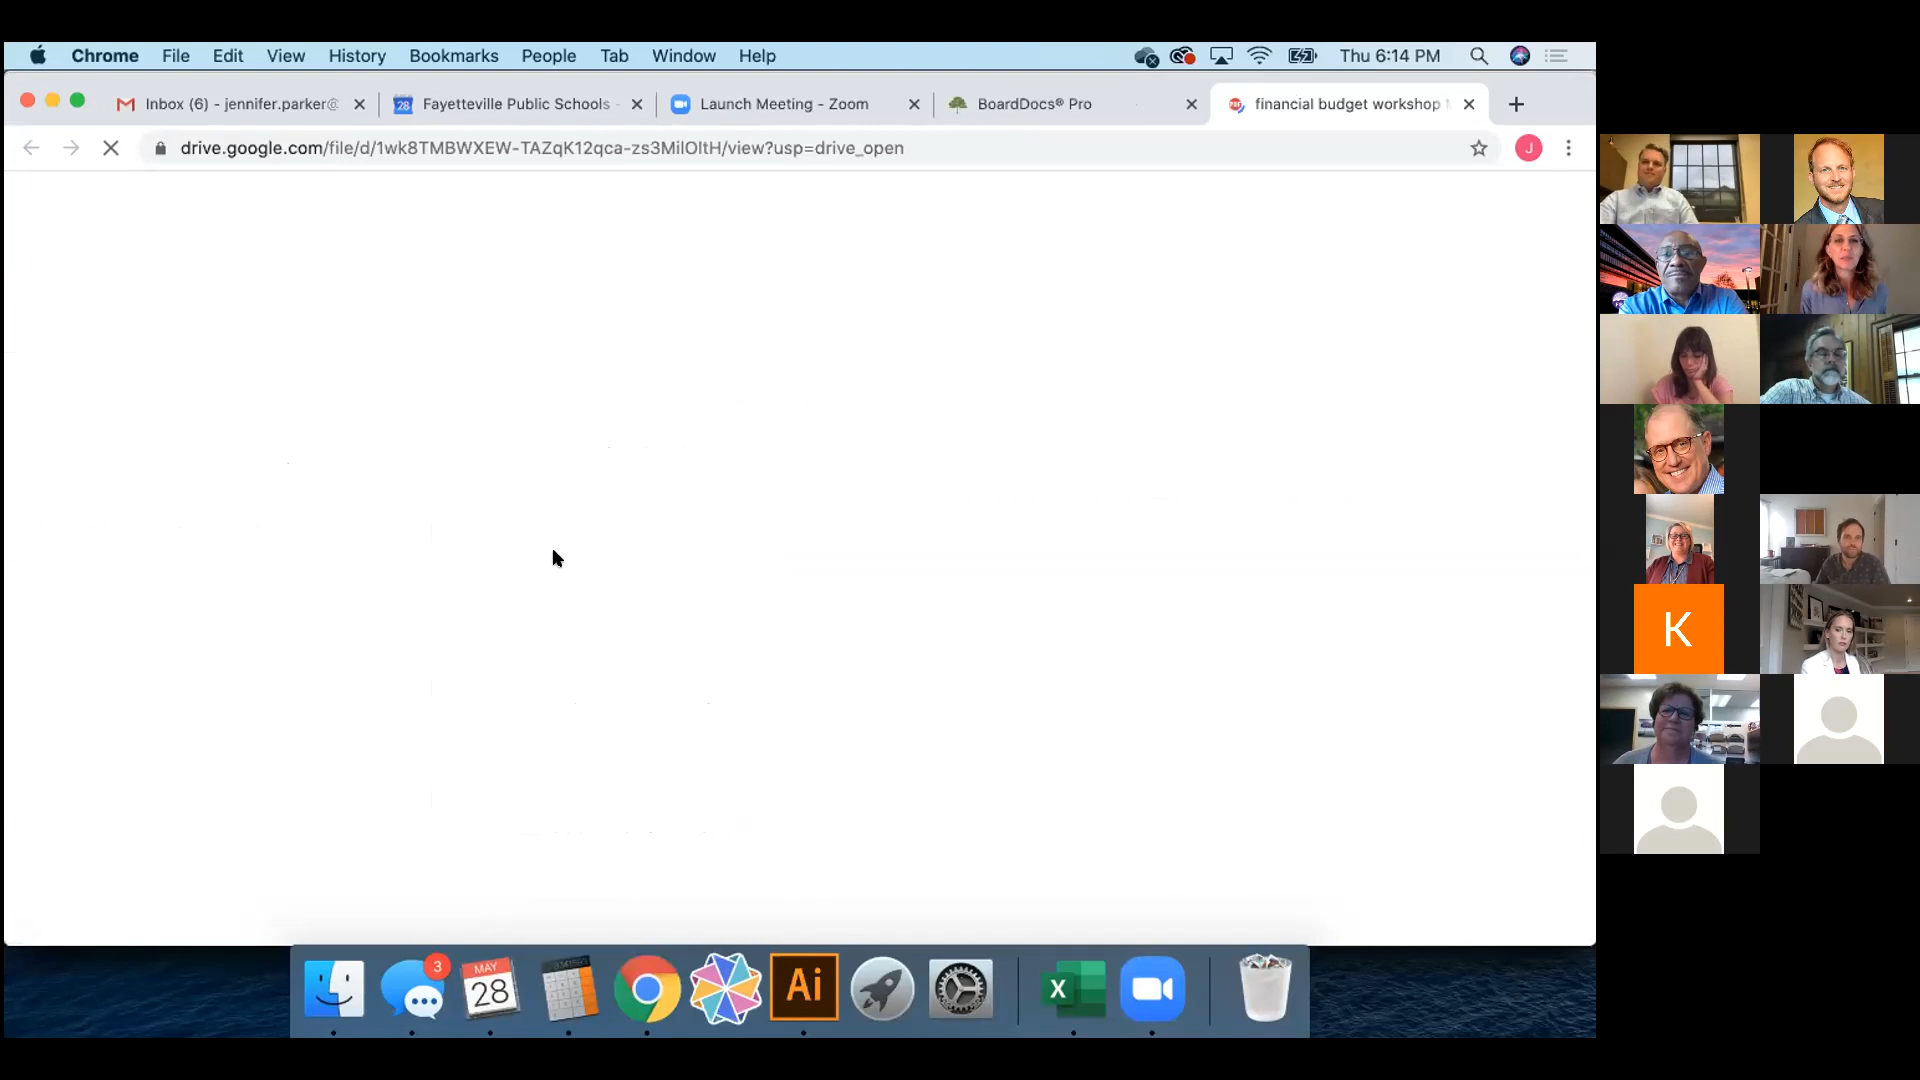 Chrome File Edit View History Bookmarks People Tab Window Help Thu 6:14 PM
Inbox (6) - jennifer.parker@ Fayetteville Public Schools - Launch Meeting - Zoom BoardDocs® Pro financial budget workshop
drive.google.com/file/d/1wk8TMBWXEW-TAZqK12qca-zs3MilOltH/view?usp=drive_open J
K
3 MAY 28 Ai X